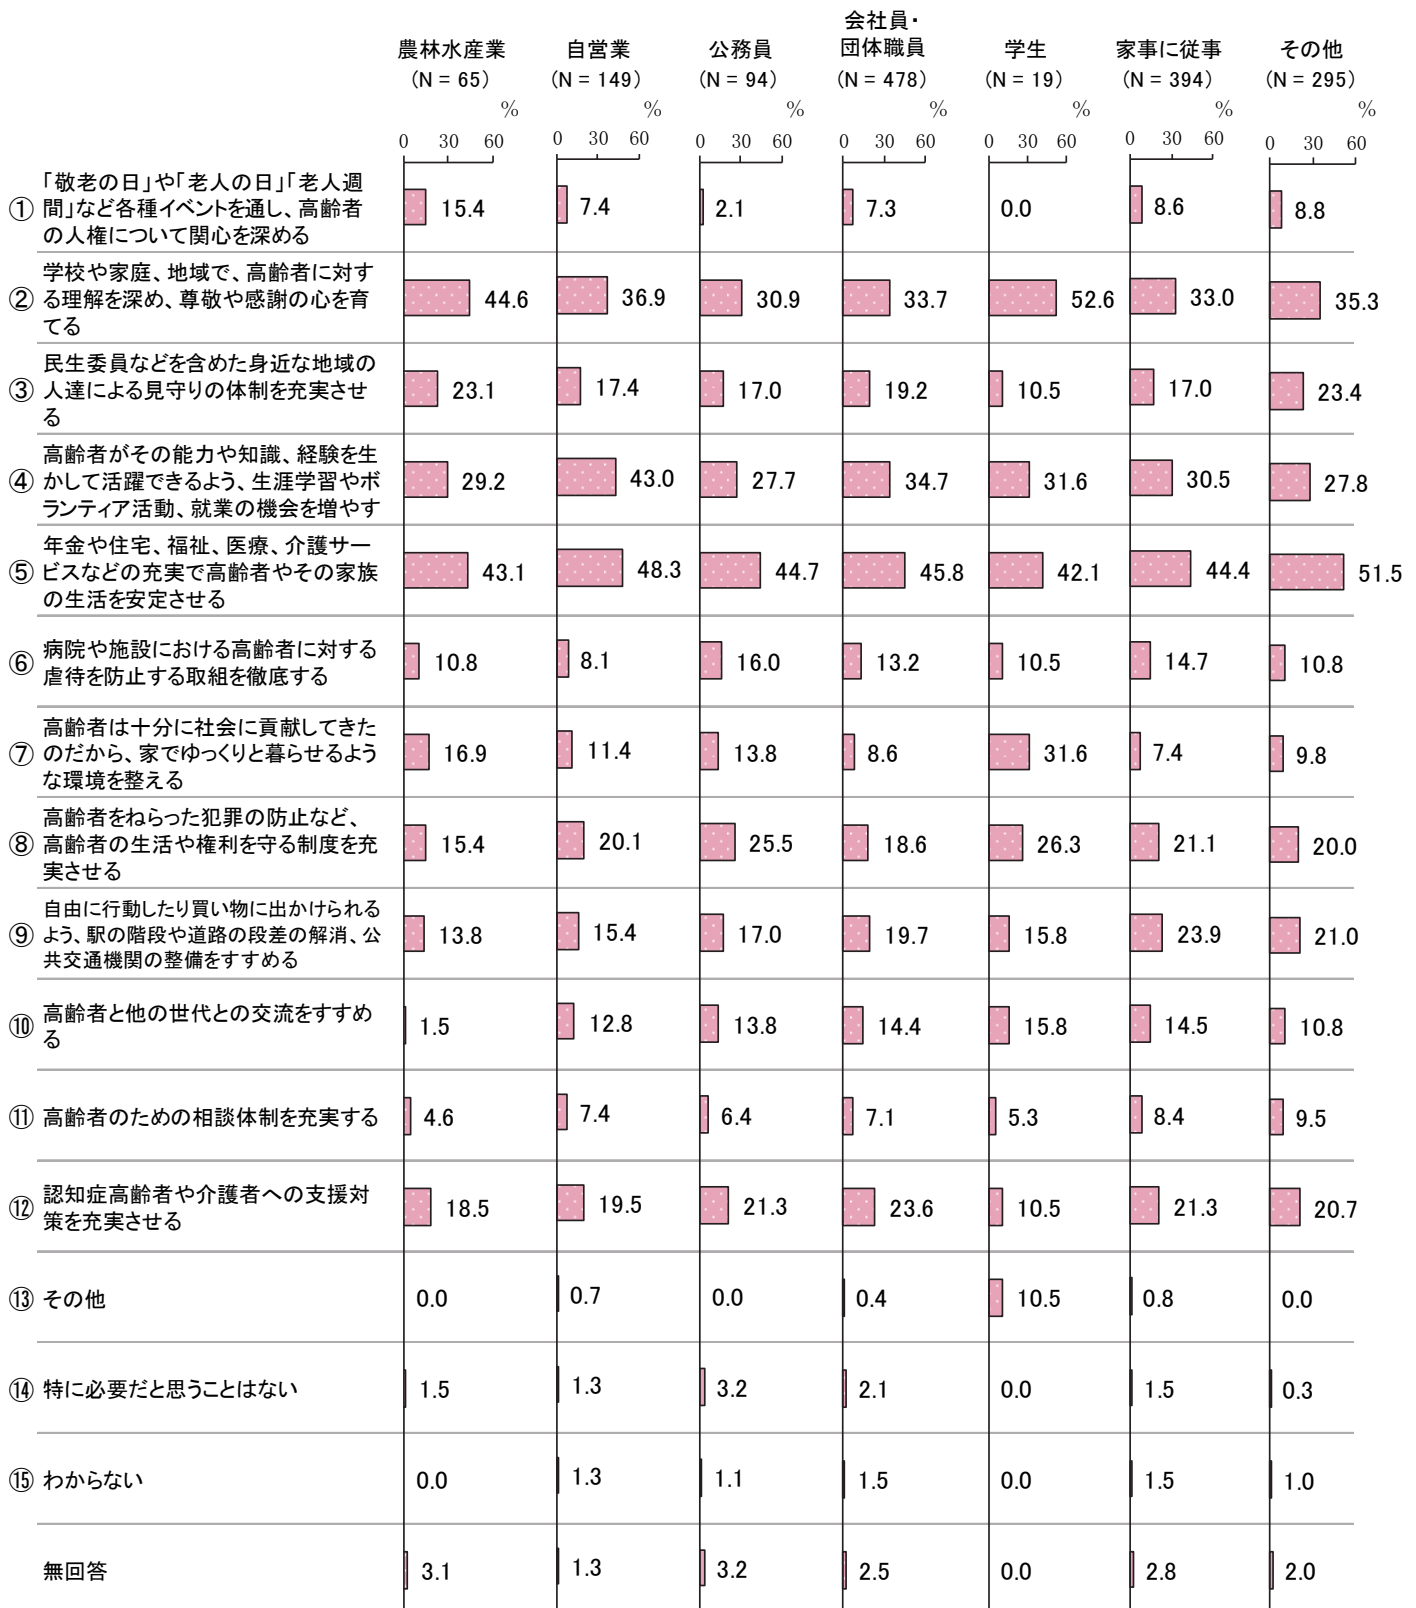 農林水産業 自営業 公務員 会社員・団体職員 学生 家事に従事 その他
（N = 65） （N = 149） （N = 94） （N = 478） （N = 19） （N = 394） （N = 295）
% % % % % % %
0 30 60 0 30 60 0 30 60 0 30 60 0 30 60 0 30 60 0 30 60
① 「敬老の日」や「老人の日」「老人週
間」など各種イベントを通し、高齢者
の人権について関心を深める
15.4 7.4 2.1 7.3 0.0 8.6 8.8
② 学校や家庭、地域で、高齢者に対す
る理解を深め、尊敬や感謝の心を育
てる
44.6 36.9 30.9 33.7 52.6 33.0 35.3
③ 民生委員などを含めた身近な地域の
人達による見守りの体制を充実させ
る
23.1 17.4 17.0 19.2 10.5 17.0 23.4
④ 高齢者がその能力や知識、経験を生
かして活躍できるよう、生涯学習やボ
ランティア活動、就業の機会を増やす
29.2 43.0 27.7 34.7 31.6 30.5 27.8
⑤ 年金や住宅、福祉、医療、介護サー
ビスなどの充実で高齢者やその家族
の生活を安定させる
43.1 48.3 44.7 45.8 42.1 44.4 51.5
⑥ 病院や施設における高齢者に対する
虐待を防止する取組を徹底する
10.8 8.1 16.0 13.2 10.5 14.7 10.8
⑦ 高齢者は十分に社会に貢献してきた
のだから、家でゆっくりと暮らせるよう
な環境を整える
16.9 11.4 13.8 8.6 31.6 7.4 9.8
⑧ 高齢者をねらった犯罪の防止など、
高齢者の生活や権利を守る制度を充
実させる
15.4 20.1 25.5 18.6 26.3 21.1 20.0
⑨ 自由に行動したり買い物に出かけられる
よう、駅の階段や道路の段差の解消、公
共交通機関の整備をすすめる
13.8 15.4 17.0 19.7 15.8 23.9 21.0
⑩ 高齢者と他の世代との交流をすすめ
る
1.5 12.8 13.8 14.4 15.8 14.5 10.8
⑪ 高齢者のための相談体制を充実する
4.6 7.4 6.4 7.1 5.3 8.4 9.5
⑫ 認知症高齢者や介護者への支援対
策を充実させる
18.5 19.5 21.3 23.6 10.5 21.3 20.7
⑬ その他
0.0 0.7 0.0 0.4 10.5 0.8 0.0
⑭ 特に必要だと思うことはない
1.5 1.3 3.2 2.1 0.0 1.5 0.3
⑮ わからない
0.0 1.3 1.1 1.5 0.0 1.5 1.0
無回答
3.1 1.3 3.2 2.5 0.0 2.8 2.0